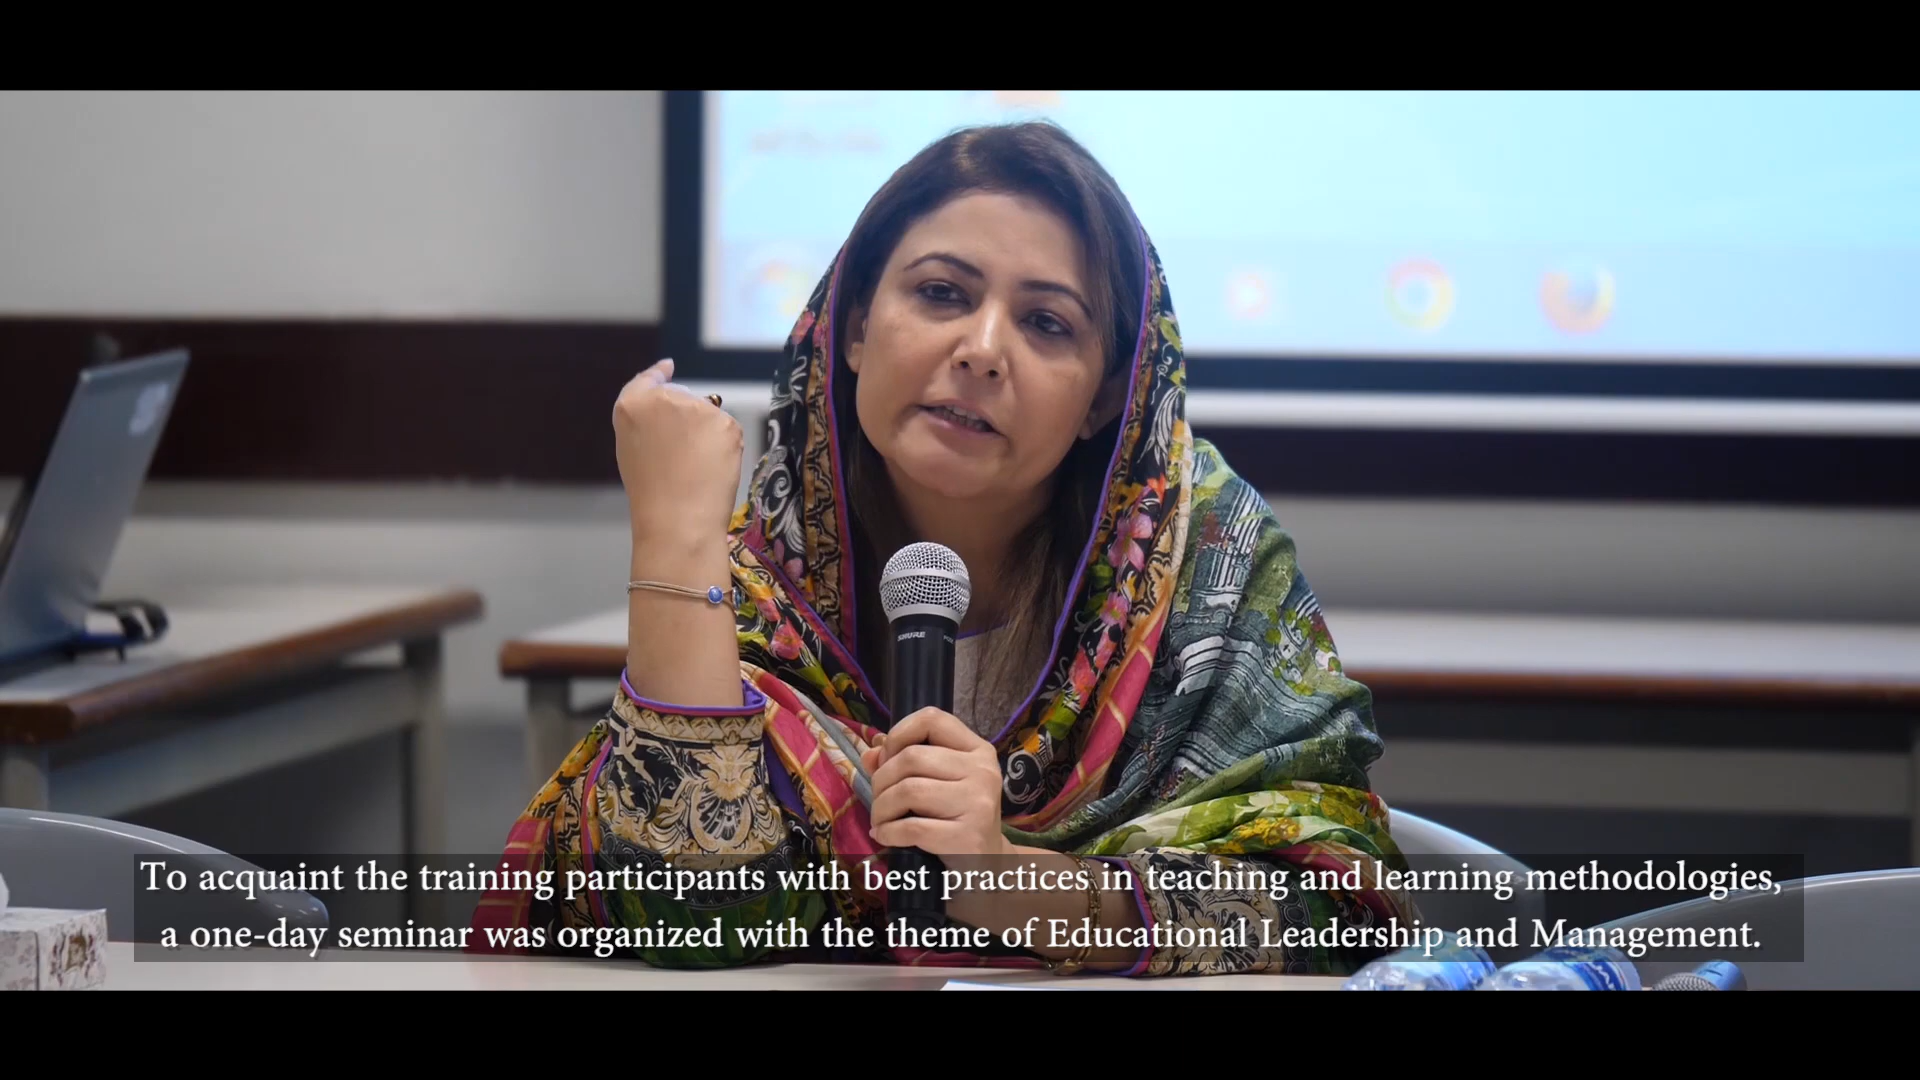 SHURE
To acquaint the training participants with best practices in teaching and learning methodologies,
a one-day seminar was organized with the theme of Educational Leadership and Management.